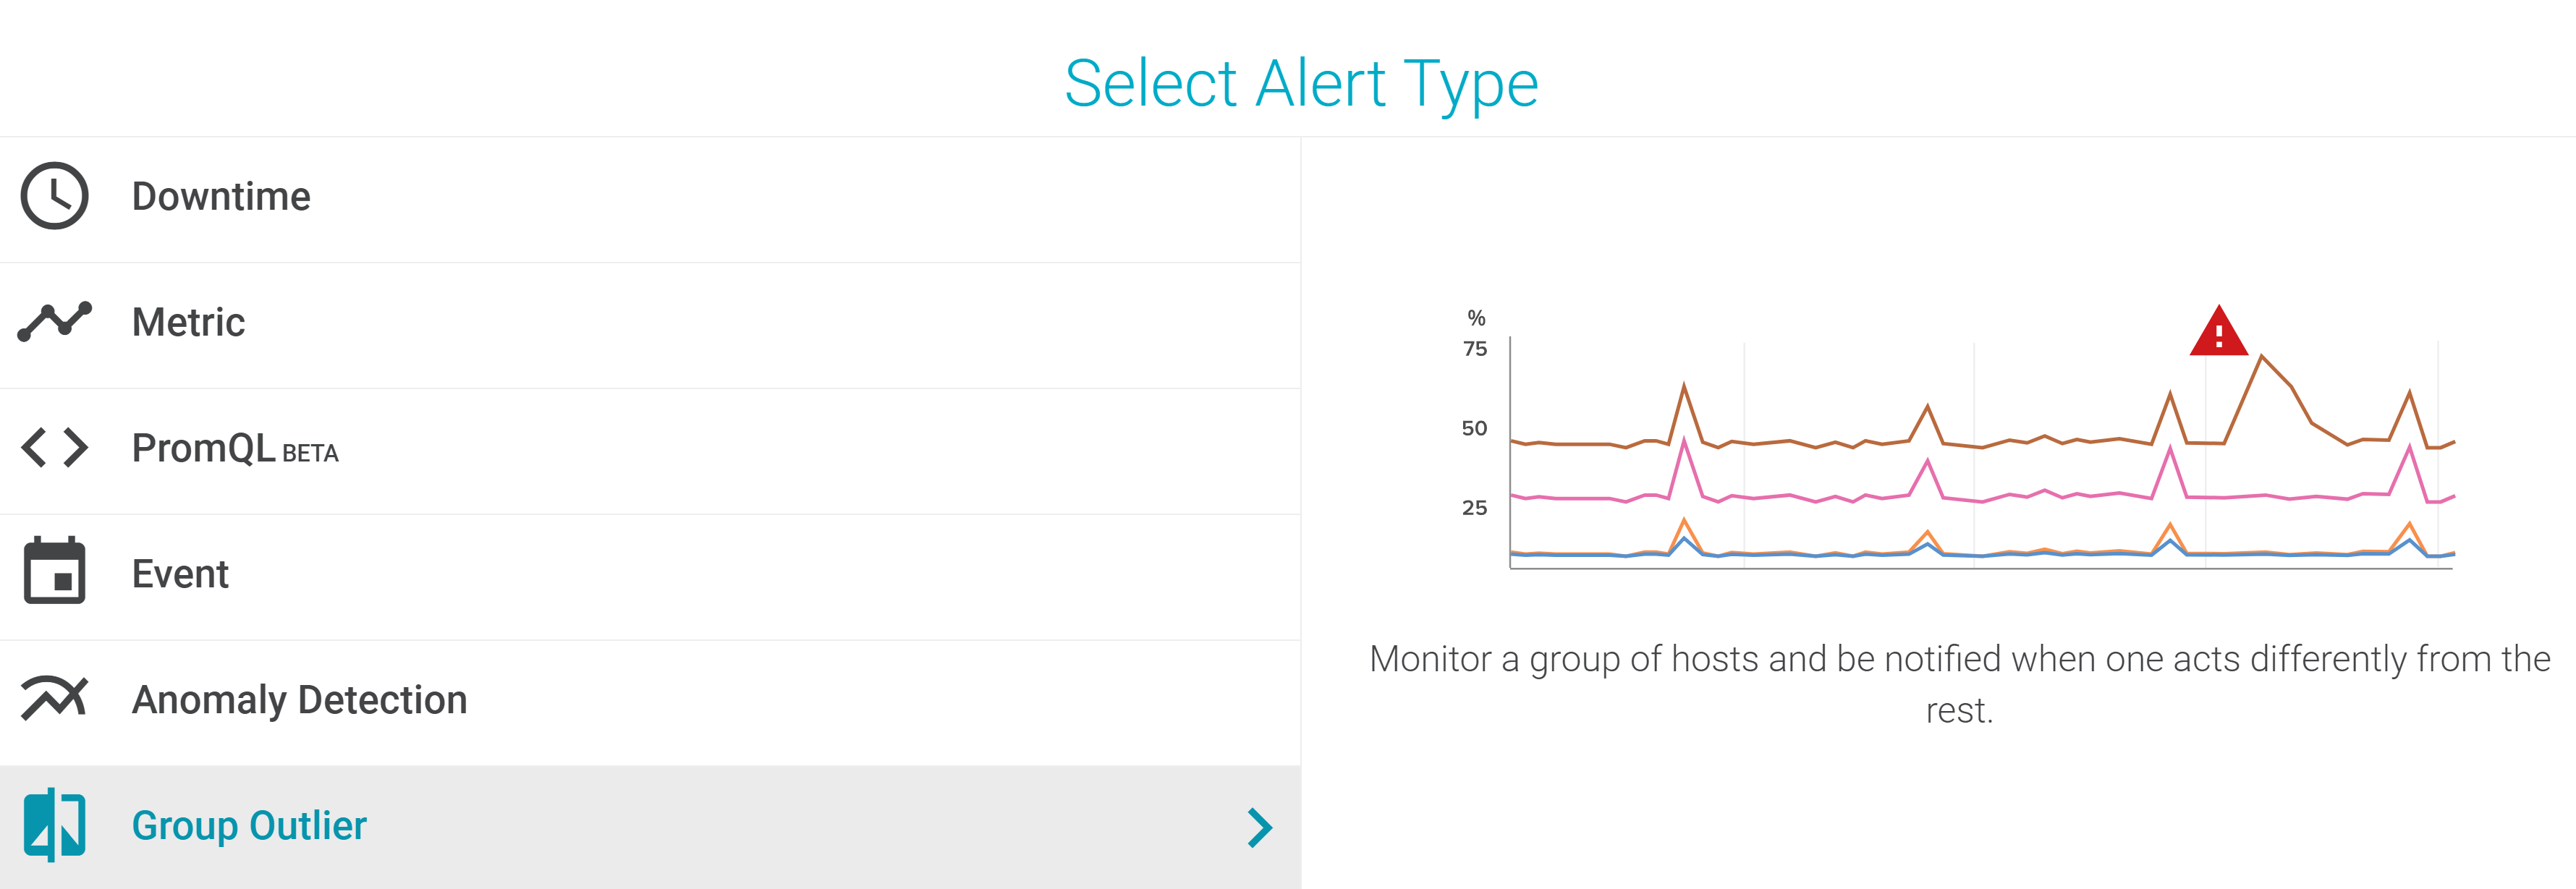 Select Alert Type
Downtime
Metric
PromQL BETA
Event
Anomaly Detection
Group Outlier
%
75
50
25
Monitor a group of hosts and be notified when one acts differently from the
rest.